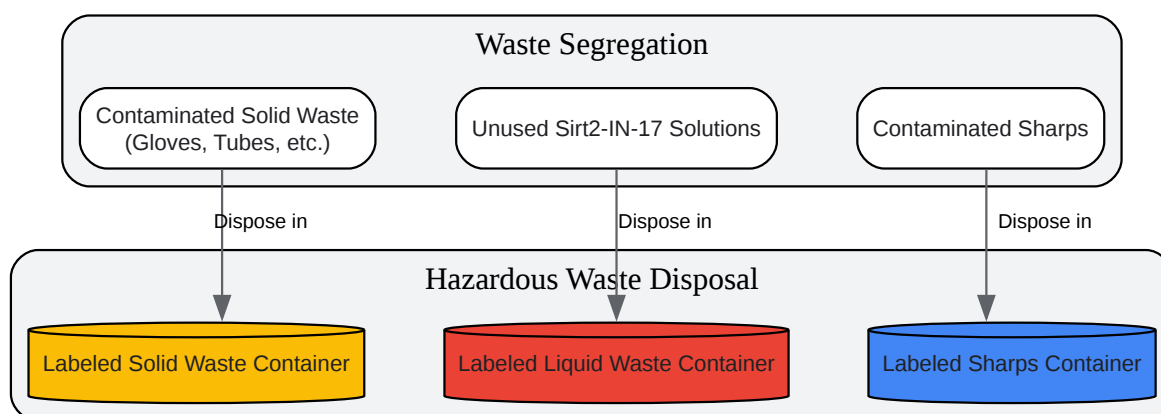 Waste Segregation
Contaminated Solid Waste
(Gloves, Tubes, etc.)
Unused Sirt2-IN-17 Solutions
Contaminated Sharps
Dispose in
Dispose in
Dispose in
Hazardous Waste Disposal
Labeled Solid Waste Container
Labeled Liquid Waste Container
Labeled Sharps Container